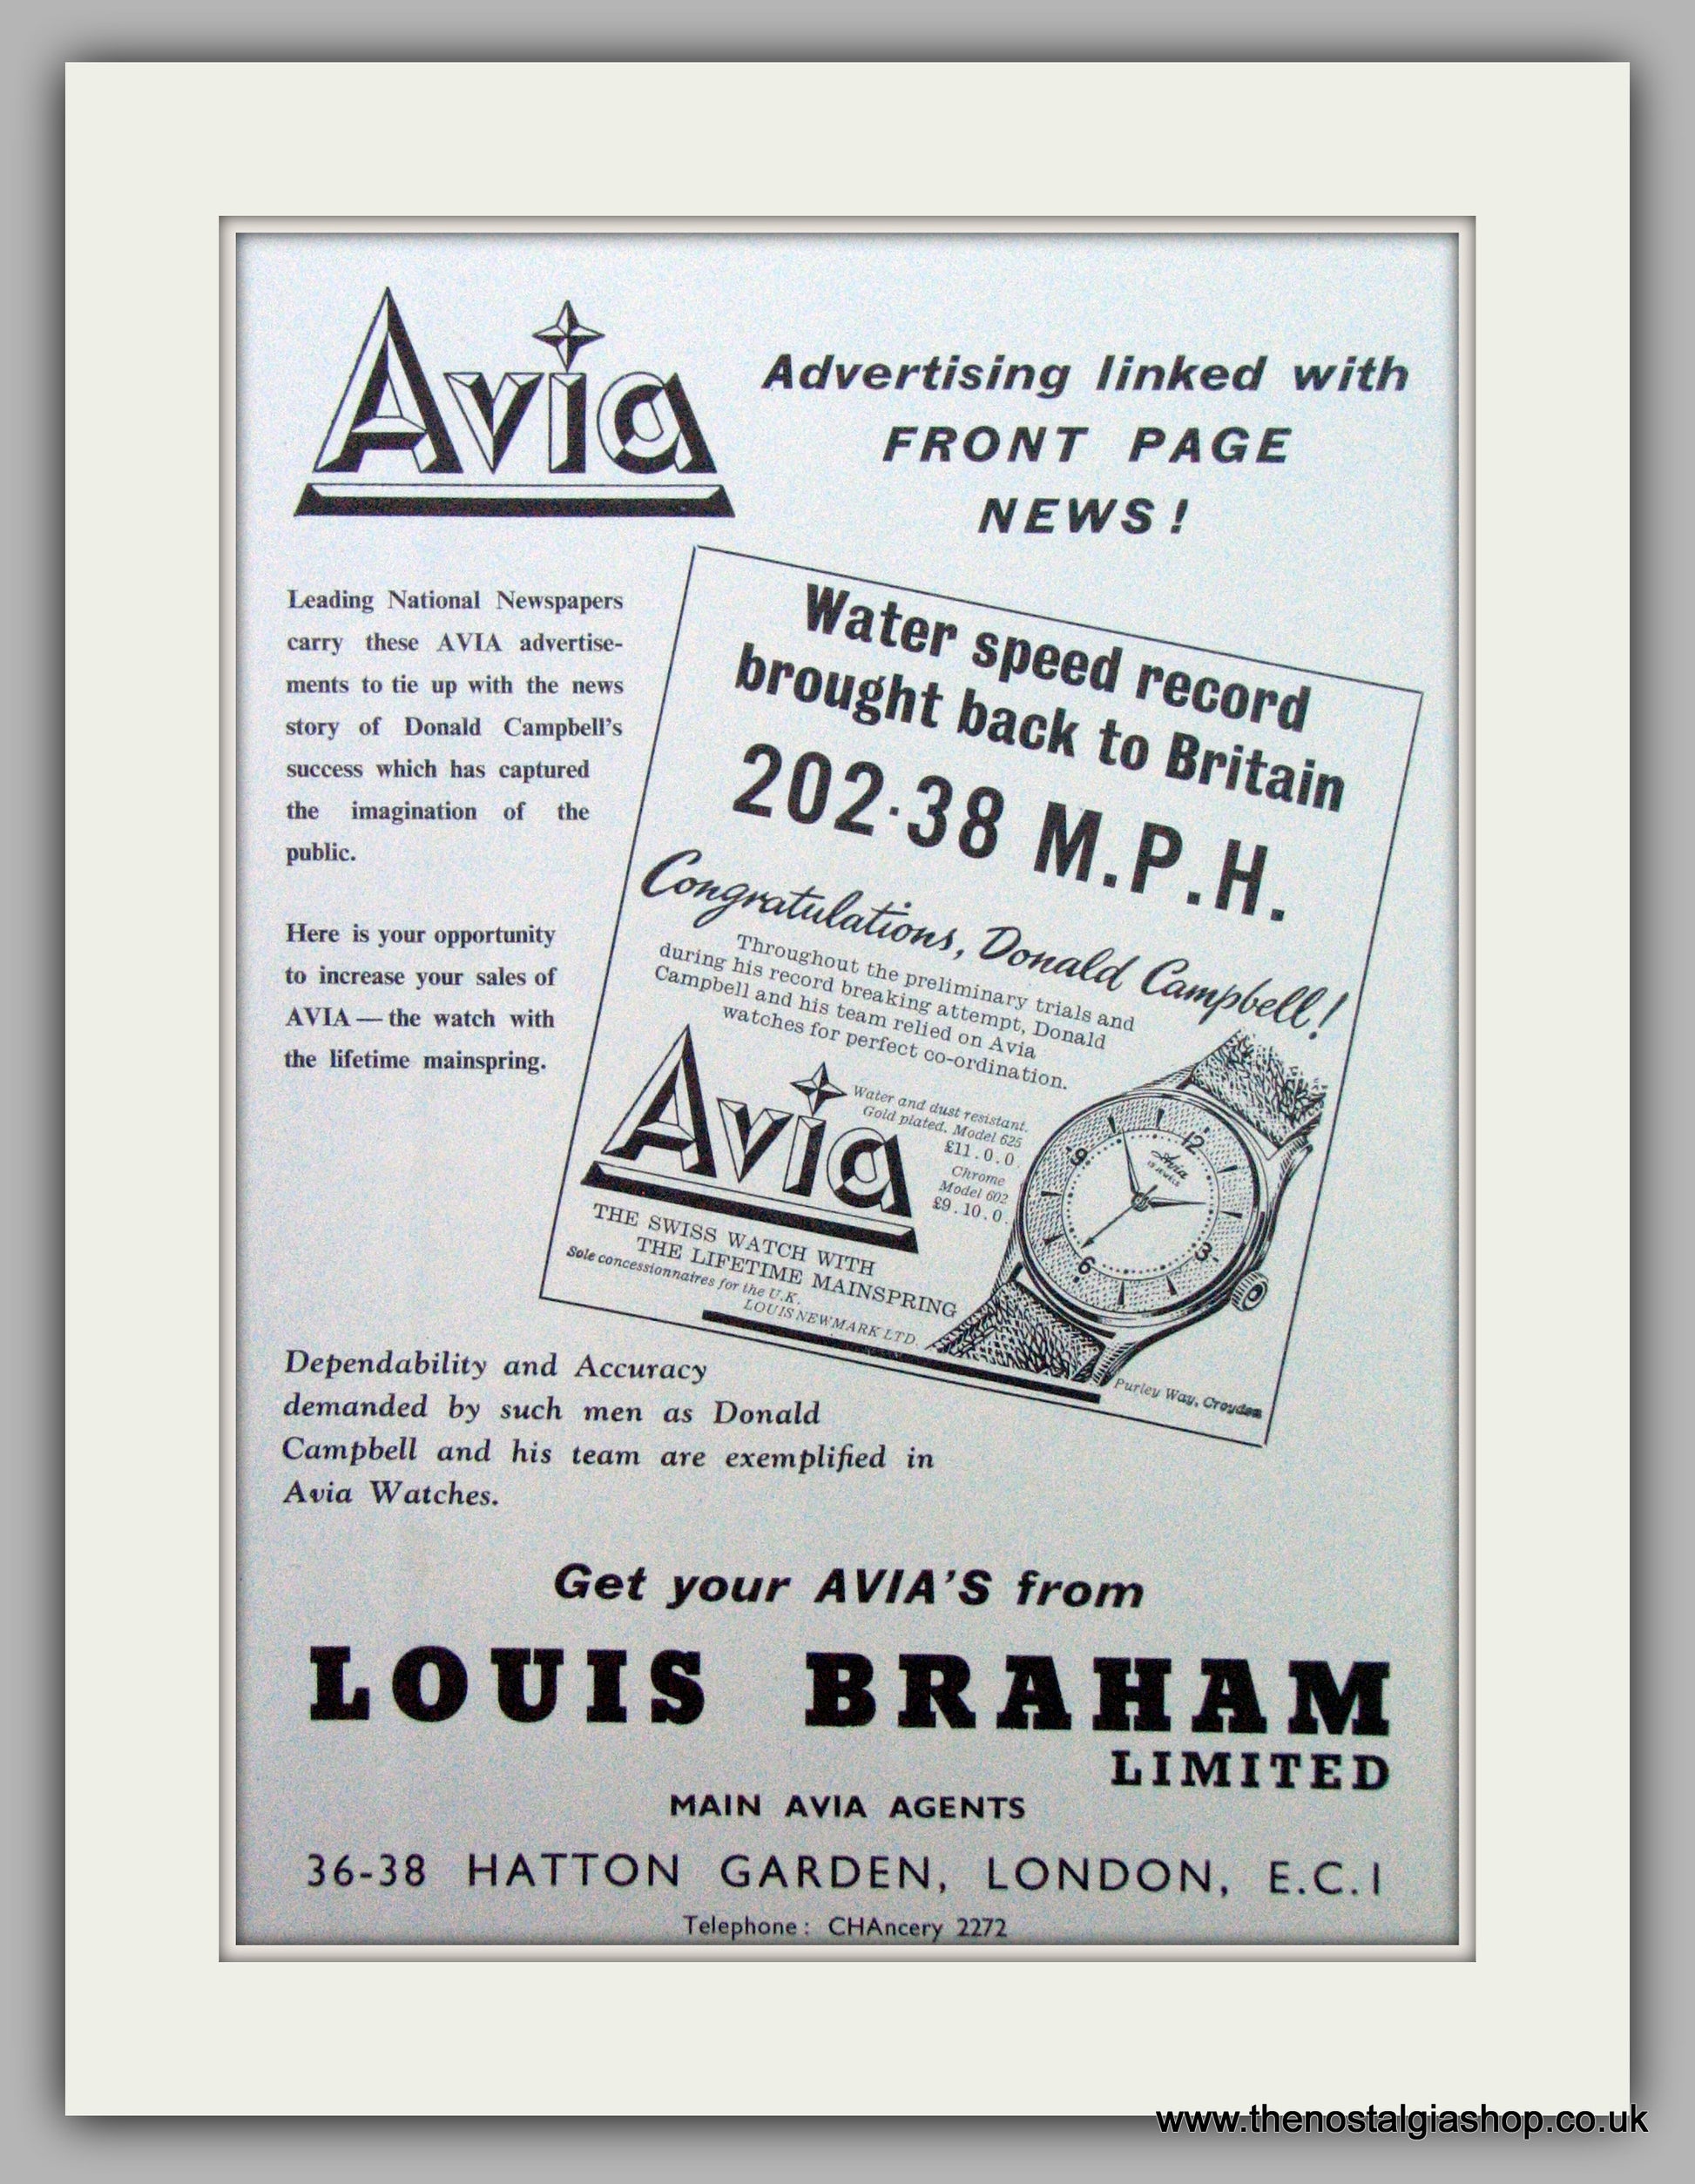 Avia
Advertising linked with
FRONT PAGE
NEWS!
Leading National Newspapers
carry these AVIA advertise-
ments to tie up with the news
story of Donald Campbell's
success which has captured
the imagination of the
public.
Here is your opportunity
to increase your sales of
AVIA — the watch with
the lifetime mainspring.
Water speed record
brought back to Britain
202·38 M.P.H.
Congratulations, Donald Campbell!
Throughout the preliminary trials and
during his record breaking attempt, Donald
Campbell and his team relied on Avia
watches for perfect co-ordination.
Avia
Water and dust resistant.
Gold plated. Model 625
£11.0.0.
Chrome
Model 602
£9.10.0.
12
9
3
6
Avia
15 JEWELS
THE SWISS WATCH WITH
THE LIFETIME MAINSPRING
Sole concessionnaires for the U.K.
LOUIS NEWMARK LTD.
Purley Way, Croydon
Dependability and Accuracy
demanded by such men as Donald
Campbell and his team are exemplified in
Avia Watches.
Get your AVIA'S from
LOUIS BRAHAM
LIMITED
MAIN AVIA AGENTS
36-38 HATTON GARDEN, LONDON, E.C.1
Telephone: CHAncery 2272
www.thenostalgiashop.co.uk